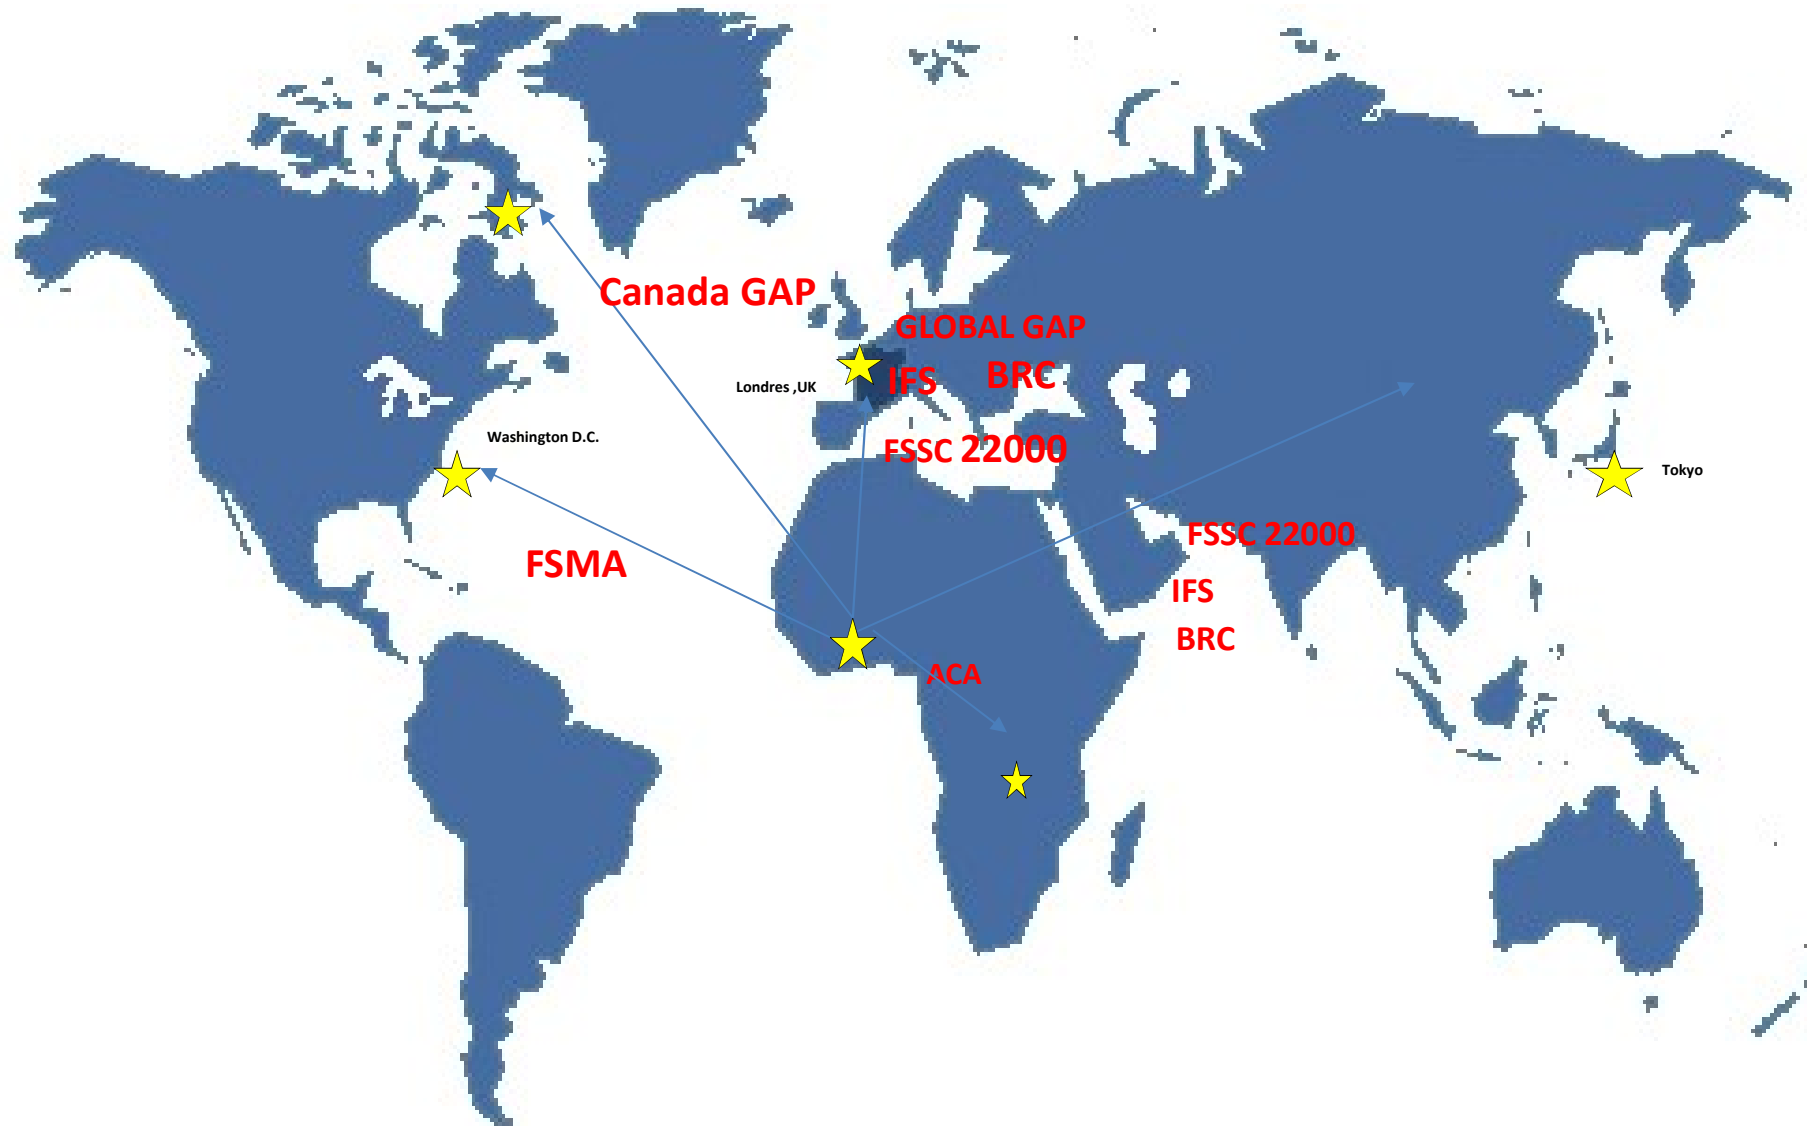 Canada GAP
GLOBAL GAP
IFS BRC
Londres ,UK
Washington D.C.
FSSC 22000
Tokyo
FSSC 22000
FSMA
IFS
BRC
ACA